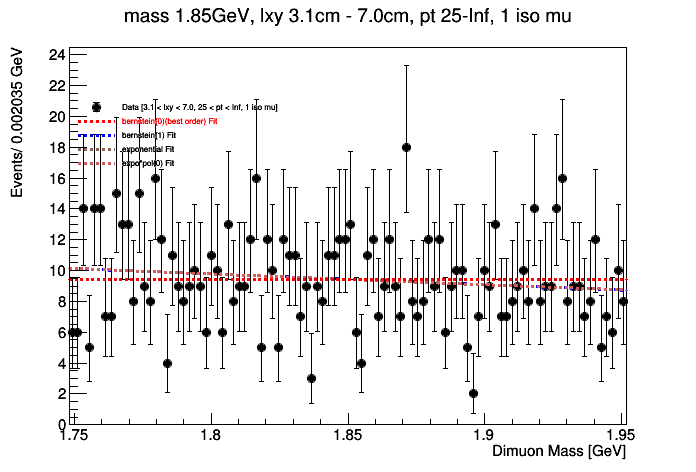 mass 1.85GeV, lxy 3.1cm - 7.0cm, pt 25-Inf, 1 iso mu
Events/ 0.002035 GeV
24
22
20
18
16
14
12
10
8
6
4
2
0
Data [3.1 < lxy < 7.0, 25 < pt < Inf, 1 iso mu]
bernstein(0)(best order) Fit
bernstein(1) Fit
exponential Fit
expo*pol(0) Fit
1.75 1.8 1.85 1.9 1.95
Dimuon Mass [GeV]